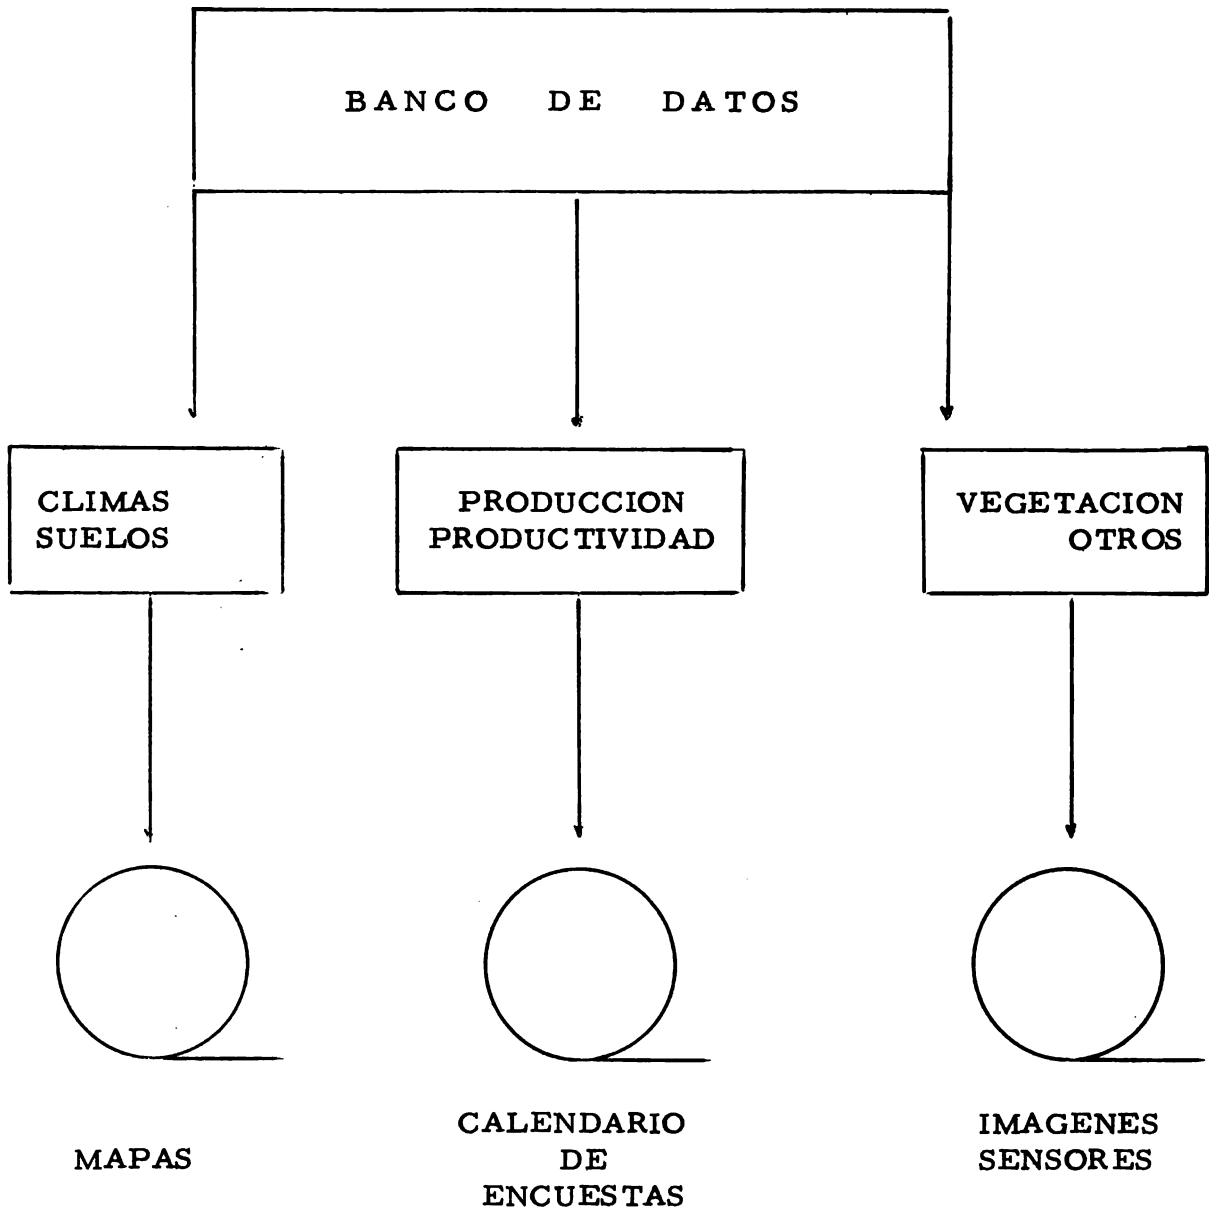 BANCO DE DATOS
CLIMAS
SUELOS
PRODUCCION
PRODUCTIVIDAD
VEGETACION
OTROS
MAPAS
CALENDARIO
DE
ENCUESTAS
IMAGENES
SENSORES